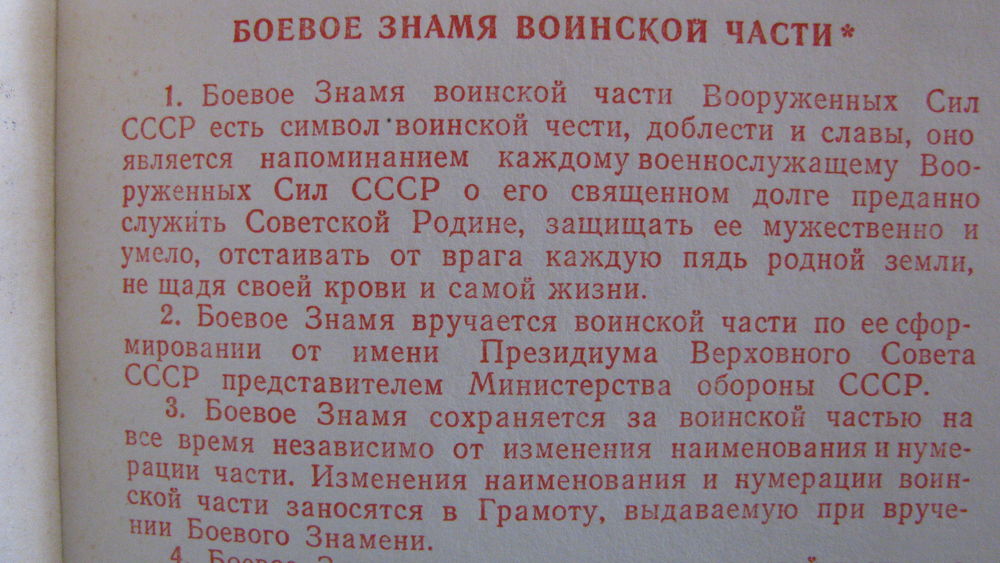 БОЕВОЕ ЗНАМЯ ВОИНСКОЙ ЧАСТИ*
1. Боевое Знамя воинской части Вооруженных Сил
СССР есть символ воинской чести, доблести и славы, оно
является напоминанием каждому военнослужащему Воо-
руженных Сил СССР о его священном долге преданно
служить Советской Родине, защищать ее мужественно и
умело, отстаивать от врага каждую пядь родной земли,
не щадя своей крови и самой жизни.
2. Боевое Знамя вручается воинской части по ее сфор-
мировании от имени Президиума Верховного Совета
СССР представителем Министерства обороны СССР.
3. Боевое Знамя сохраняется за воинской частью на
все время независимо от изменения наименования и нуме-
рации части. Изменения наименования и нумерации воин-
ской части заносятся в Грамоту, выдаваемую при вруче-
нии Боевого Знамени.
4. Боевое